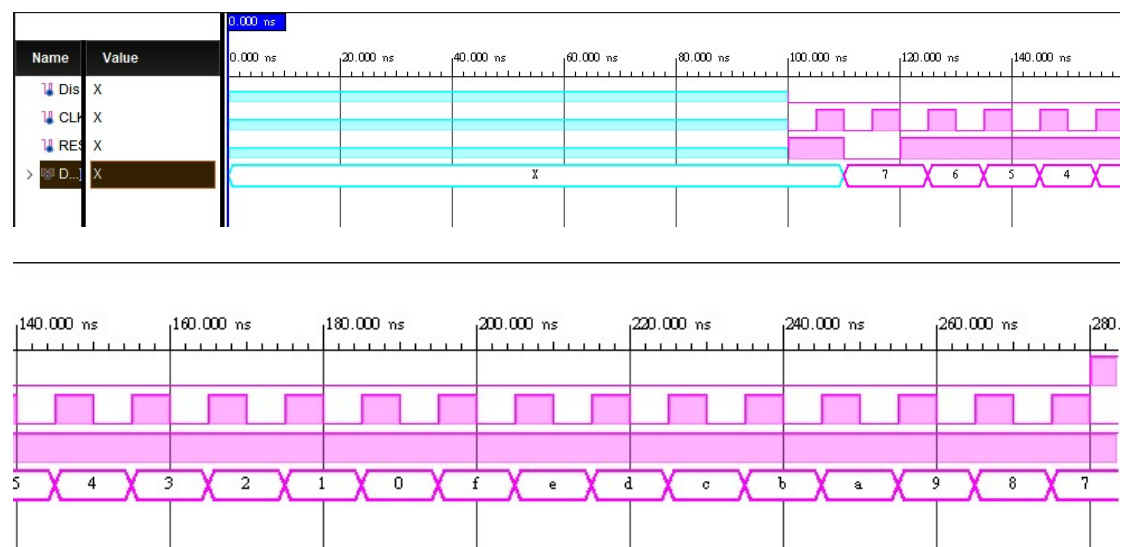 0.000 ns
Name Value
0.000 ns 20.000 ns 40.000 ns 60.000 ns 80.000 ns 100.000 ns 120.000 ns 140.000 ns
Dis X
CLK X
RES X
> D...] X X 7 6 5 4
140.000 ns 160.000 ns 180.000 ns 200.000 ns 220.000 ns 240.000 ns 260.000 ns 280.
5 4 3 2 1 0 f e d c b a 9 8 7